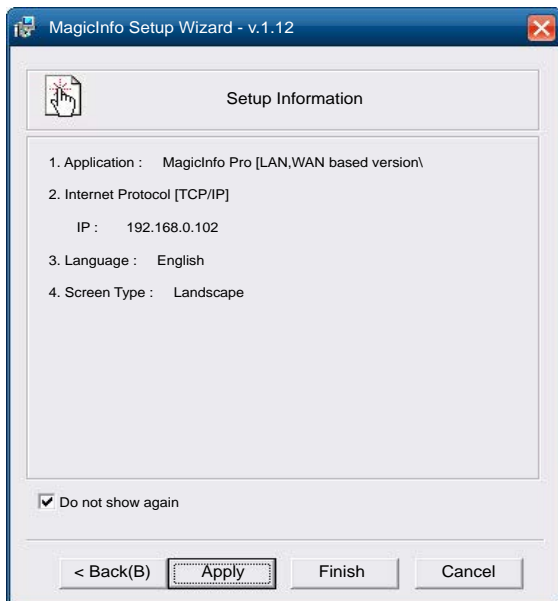 MagicInfo Setup Wizard - v.1.12
Setup Information
1. Application : MagicInfo Pro [LAN,WAN based version\
2. Internet Protocol [TCP/IP]
IP : 192.168.0.102
3. Language : English
4. Screen Type : Landscape
Do not show again
< Back(B) Apply Finish Cancel